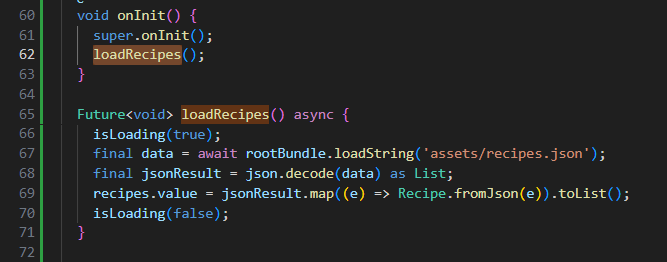 60 void onInit() {
61 super.onInit();
62 loadRecipes();
63 }
64
65 Future<void> loadRecipes() async {
66 isLoading(true);
67 final data = await rootBundle.loadString('assets/recipes.json');
68 final jsonResult = json.decode(data) as List;
69 recipes.value = jsonResult.map((e) => Recipe.fromJson(e)).toList();
70 isLoading(false);
71 }
72